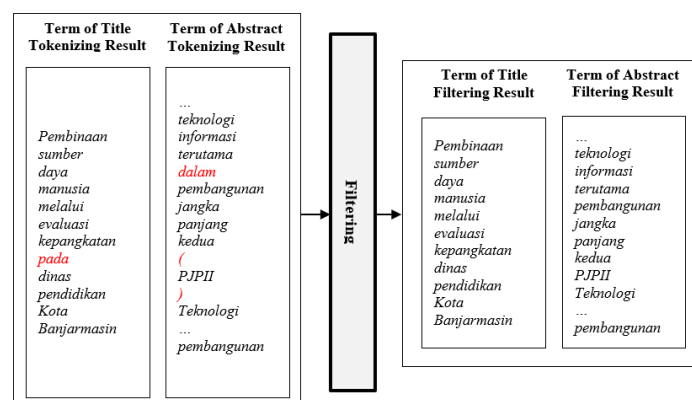 Term of Title
Tokenizing Result
Pembinaan
sumber
daya
manusia
melalui
evaluasi
kepangkatan
pada
dinas
pendidikan
Kota
Banjarmasin
Term of Abstract
Tokenizing Result
...
teknologi
informasi
terutama
dalam
pembangunan
jangka
panjang
kedua
(
PJPII
)
Teknologi
...
pembangunan
Filtering
Term of Title
Filtering Result
Pembinaan
sumber
daya
manusia
melalui
evaluasi
kepangkatan
dinas
pendidikan
Kota
Banjarmasin
Term of Abstract
Filtering Result
...
teknologi
informasi
terutama
pembangunan
jangka
panjang
kedua
PJPII
Teknologi
...
pembangunan